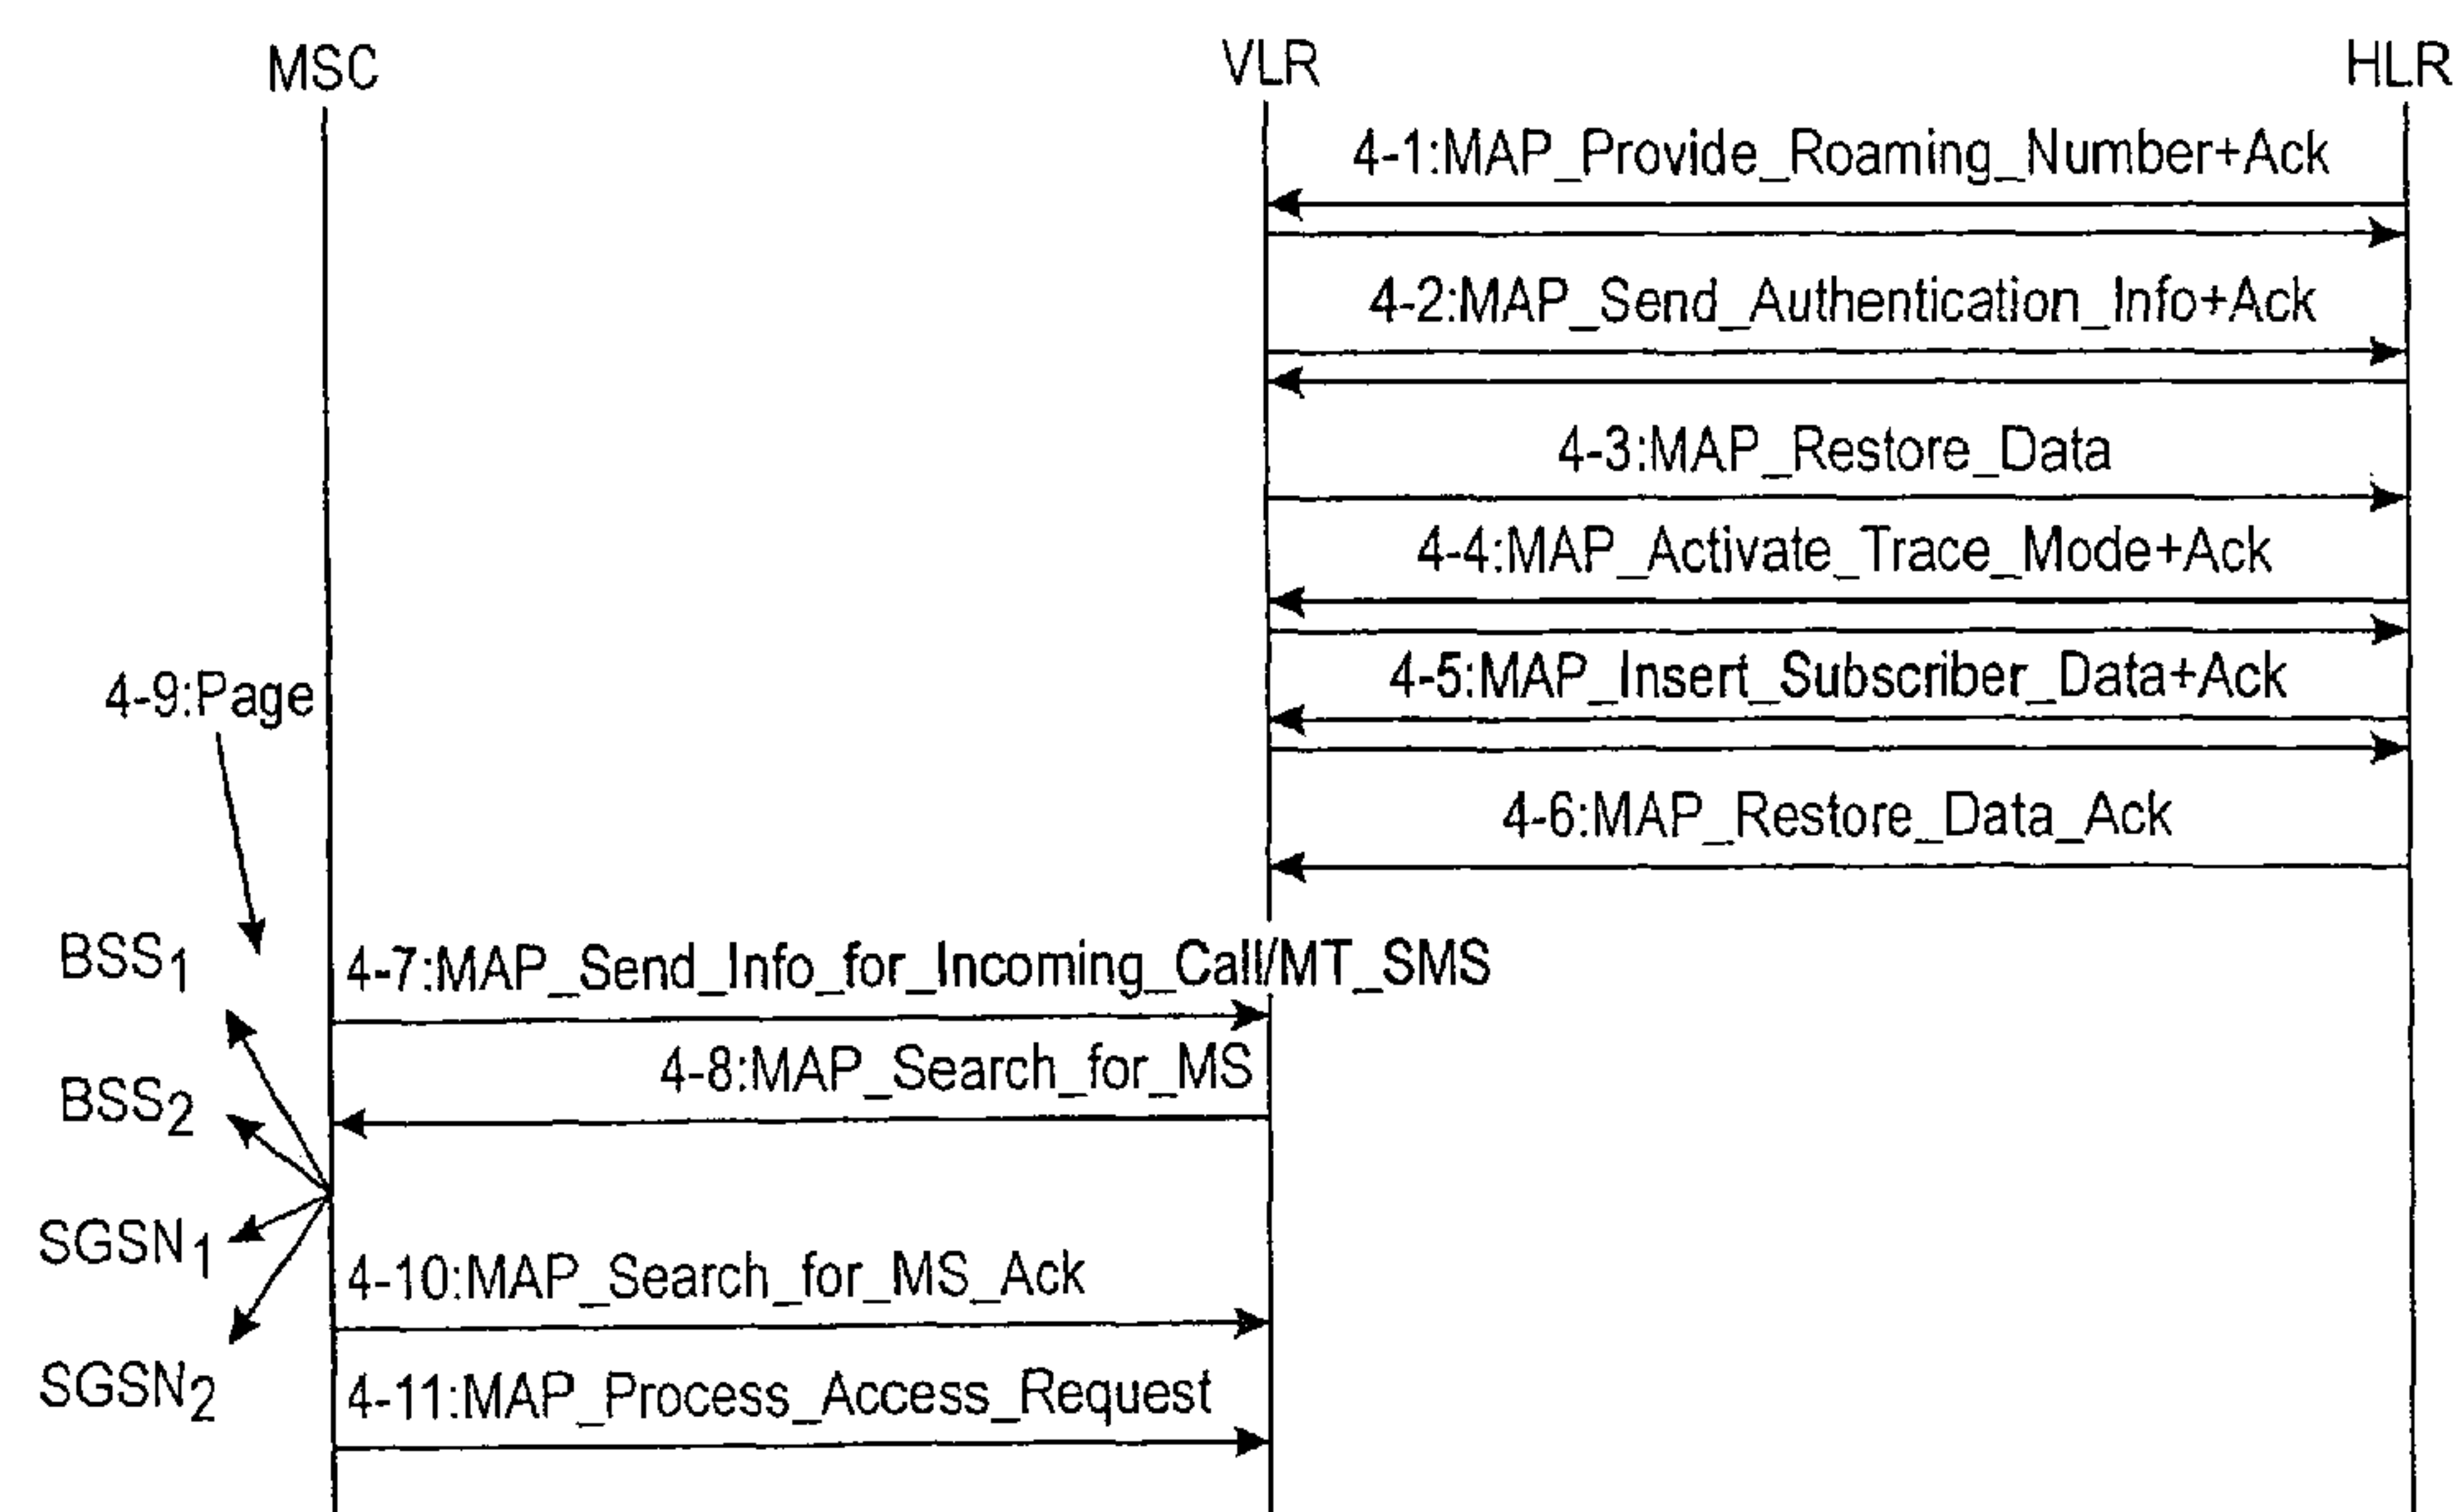 MSC
VLR
HLR
4-1:MAP_Provide_Roaming_Number+Ack
4-2:MAP_Send_Authentication_Info+Ack
4-3:MAP_Restore_Data
4-4:MAP_Activate_Trace_Mode+Ack
4-5:MAP_Insert_Subscriber_Data+Ack
4-9:Page
4-6:MAP_Restore_Data_Ack
BSS1
4-7:MAP_Send_Info_for_Incoming_Call/MT_SMS
4-8:MAP_Search_for_MS
BSS2
SGSN1
4-10:MAP_Search_for_MS_Ack
SGSN2
4-11:MAP_Process_Access_Request